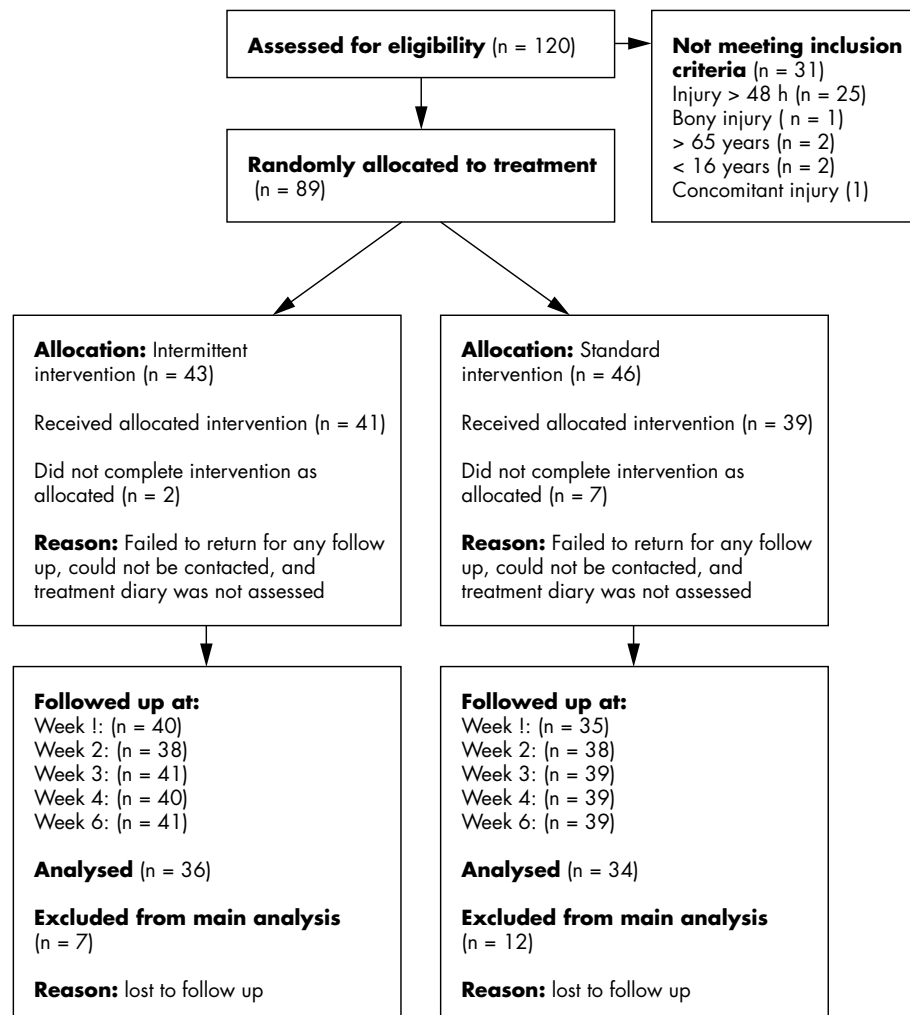 Assessed for eligibility (n = 120)
Not meeting inclusion
criteria (n = 31)
Injury > 48 h (n = 25)
Bony injury ( n = 1)
> 65 years (n = 2)
< 16 years (n = 2)
Concomitant injury (1)
Randomly allocated to treatment
(n = 89)
Allocation: Intermittent
intervention (n = 43)
Received allocated intervention (n = 41)
Did not complete intervention as
allocated (n = 2)
Reason: Failed to return for any follow
up, could not be contacted, and
treatment diary was not assessed
Allocation: Standard
intervention (n = 46)
Received allocated intervention (n = 39)
Did not complete intervention as
allocated (n = 7)
Reason: Failed to return for any follow
up, could not be contacted, and
treatment diary was not assessed
Followed up at:
Week !: (n = 40)
Week 2: (n = 38)
Week 3: (n = 41)
Week 4: (n = 40)
Week 6: (n = 41)
Analysed (n = 36)
Excluded from main analysis
(n = 7)
Reason: lost to follow up
Followed up at:
Week !: (n = 35)
Week 2: (n = 38)
Week 3: (n = 39)
Week 4: (n = 39)
Week 6: (n = 39)
Analysed (n = 34)
Excluded from main analysis
(n = 12)
Reason: lost to follow up